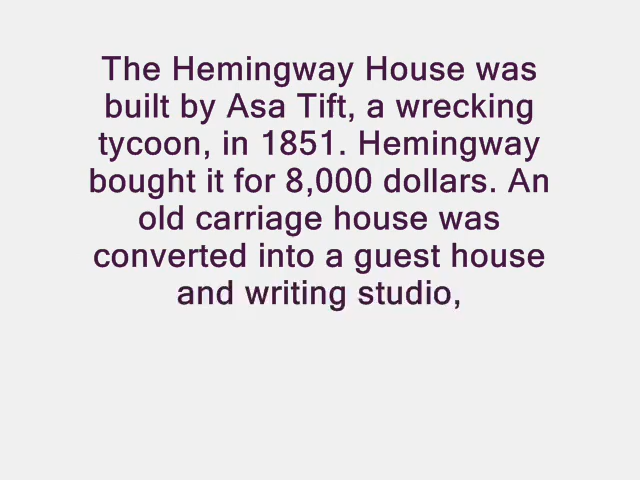 The Hemingway House was
built by Asa Tift, a wrecking
tycoon, in 1851. Hemingway
bought it for 8,000 dollars. An
old carriage house was
converted into a guest house
and writing studio,